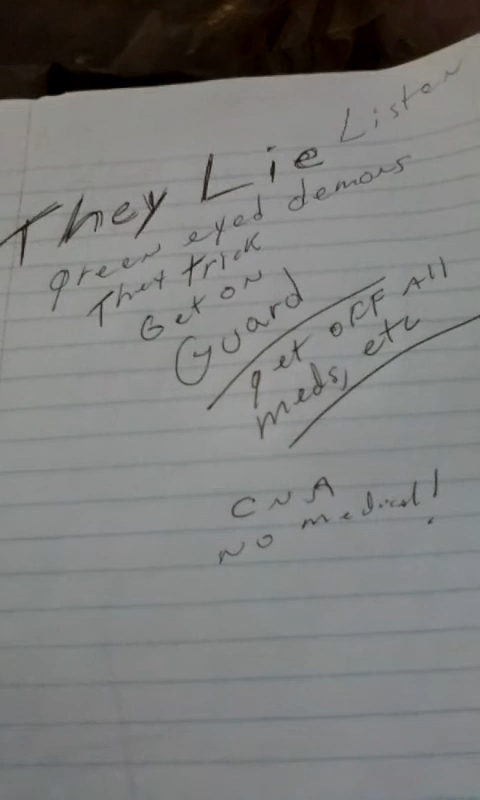 Listen
They Lie
green eyed demons
that trick
Get on
Guard
get off All
meds, etc
CNA
NO medical!